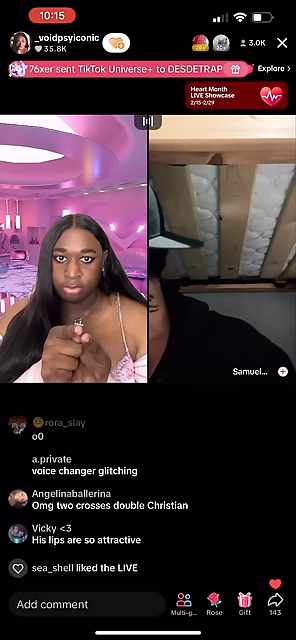 10:15
_voidpsyiconic
35.8K
3.0K
76xer sent TikTok Universe+ to DESDETRAP
Explore >
Heart Month
LIVE Showcase
2/15-2/29
Samuel...
rora_slay
o0
a.private
voice changer glitching
Angelinaballerina
Omg two crosses double Christian
Vicky <3
His lips are so attractive
sea_shell liked the LIVE
Add comment
Multi-g...
Rose
Gift
143